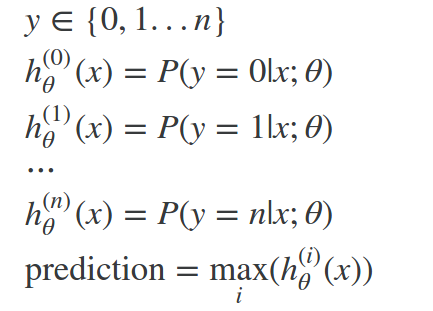 y ∈ {0, 1...n}
h_θ^(0)(x) = P(y = 0|x; θ)
h_θ^(1)(x) = P(y = 1|x; θ)
...
h_θ^(n)(x) = P(y = n|x; θ)
prediction = max_i(h_θ^(i)(x))